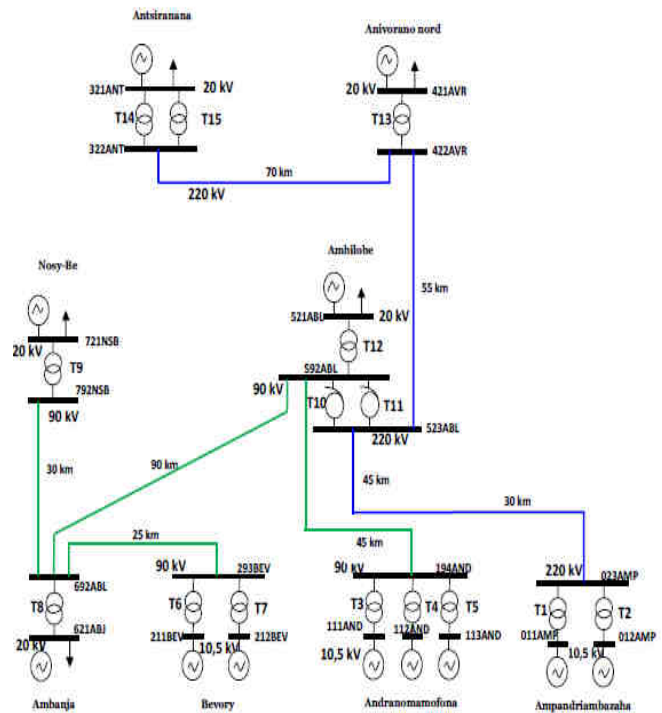 Antsiranana
Anivorano nord
321ANT
20 kV
20 kV
421AVR
T14
T15
T13
322ANT
422AVR
70 km
220 kV
Nosy-Be
Amhilobe
55 km
20 kV
521ABL
721NSB
20 kV
T12
T9
592ABL
792NSB
90 kV
T10
T11
90 kV
523ABL
220 kV
90 km
45 km
30 km
30 km
25 km
45 km
90 kV
293BEV
90 kV
194AND
220 kV
023AMP
692ABL
T8
T6
T7
T3
T4
T5
T1
T2
621ABJ
211BEV
212BEV
111AND
112AND
113AND
011AMP
012AMP
20 kV
10,5 kV
10,5 kV
10,5 kV
Ambanja
Bevory
Andranomamofona
Ampandriambazaha